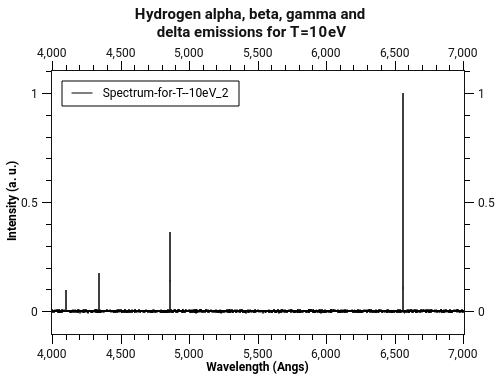 Hydrogen alpha, beta, gamma and
delta emissions for T=10eV
4,000 4,500 5,000 5,500 6,000 6,500 7,000
Spectrum-for-T--10eV_2
1 1
0.5 0.5
0 0
Intensity (a. u.)
4,000 4,500 5,000 5,500 6,000 6,500 7,000
Wavelength (Angs)